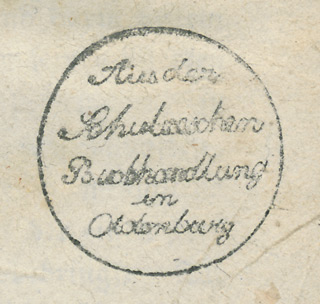 Aus der
Schulzeschen
Buchhandlung
in
Oldenburg